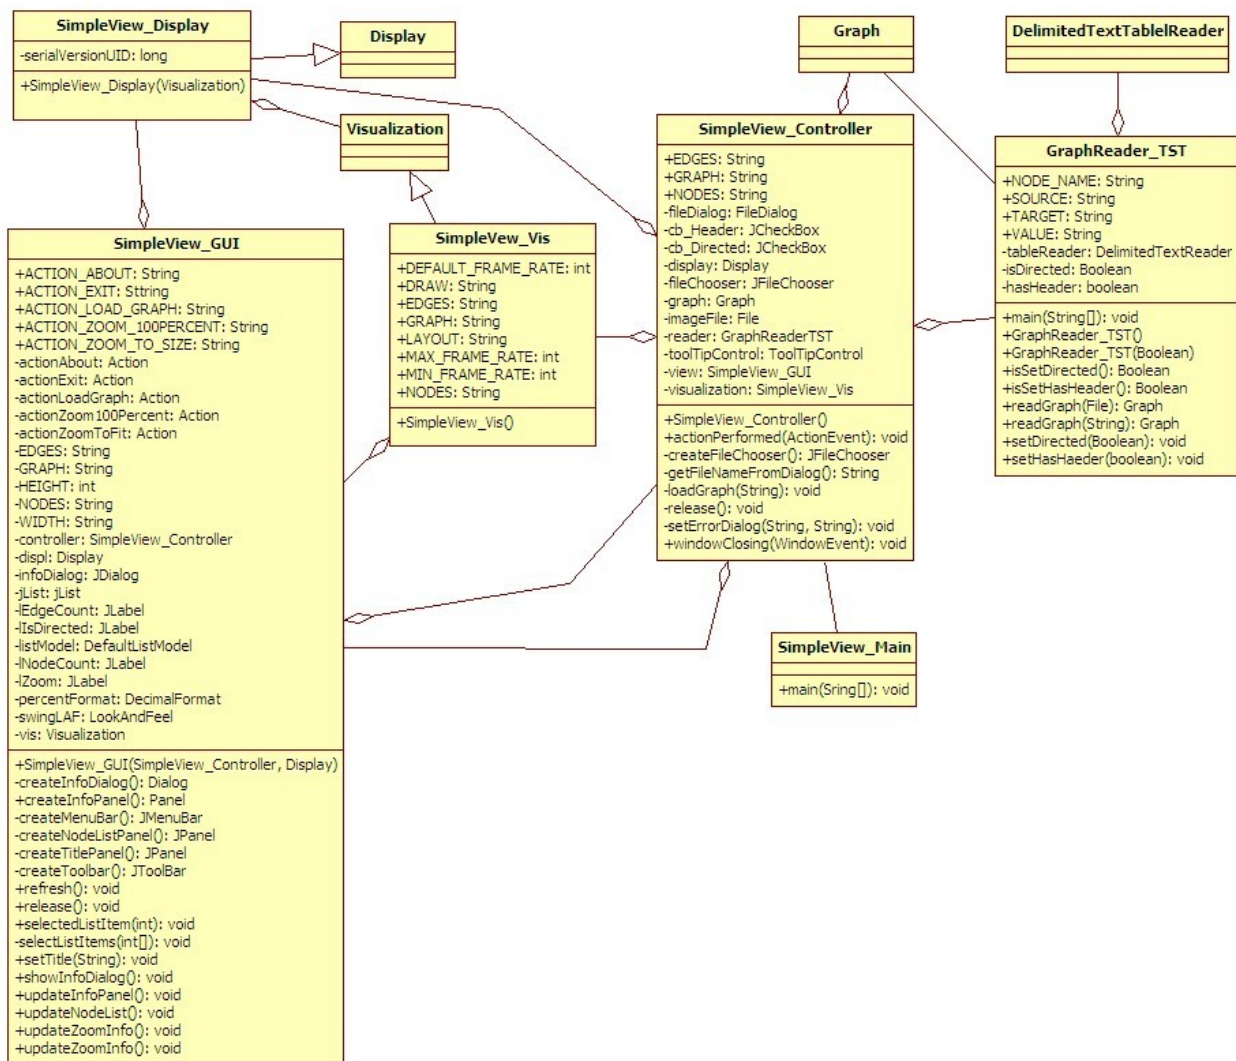 SimpleView_Display
-serialVersionUID: long
+SimpleView_Display(Visualization)
Display
Visualization
Graph
DelimitedTextTablelReader
SimpleView_GUI
+ACTION_ABOUT: String
+ACTION_EXIT: Sttring
+ACTION_LOAD_GRAPH: String
+ACTION_ZOOM_100PERCENT: String
+ACTION_ZOOM_TO_SIZE: String
-actionAbout: Action
-actionExit: Action
-actionLoadGraph: Action
-actionZoom100Percent: Action
-actionZoomToFit: Action
-EDGES: String
-GRAPH: String
-HEIGHT: int
-NODES: String
-WIDTH: String
-controller: SimpleView_Controller
-displ: Display
-infoDialog: JDialog
-jList: jList
-lEdgeCount: JLabel
-lIsDirected: JLabel
-listModel: DefaultListModel
-lNodeCount: JLabel
-lZoom: JLabel
-percentFormat: DecimalFormat
-swingLAF: LookAndFeel
-vis: Visualization
+SimpleView_GUI(SimpleView_Controller, Display)
-createInfoDialog(): Dialog
+createInfoPanel(): Panel
-createMenuBar(): JMenuBar
-createNodeListPanel(): JPanel
-createTitlePanel(): JPanel
-createToolbar(): JToolBar
+refresh(): void
+release(): void
+selectedListItem(int): void
-selectListItems(int[]): void
+setTitle(String): void
+showInfoDialog(): void
+updateInfoPanel(): void
+updateNodeList(): void
+updateZoomInfo(): void
+updateZoomInfo(): void
SimpleVew_Vis
+DEFAULT_FRAME_RATE: int
+DRAW: String
+EDGES: String
+GRAPH: String
+LAYOUT: String
+MAX_FRAME_RATE: int
+MIN_FRAME_RATE: int
+NODES: String
+SimpleView_Vis()
SimpleView_Controller
+EDGES: String
+GRAPH: String
+NODES: String
-fileDialog: FileDialog
-cb_Header: JCheckBox
-cb_Directed: JCheckBox
-display: Display
-fileChooser: JFileChooser
-graph: Graph
-imageFile: File
-reader: GraphReaderTST
-toolTipControl: ToolTipControl
-view: SimpleView_GUI
-visualization: SimpleView_Vis
+SimpleView_Controller()
+actionPerformed(ActionEvent): void
-createFileChooser(): JFileChooser
-getFileNameFromDialog(): String
-loadGraph(String): void
-release(): void
-setErrorDialog(String, String): void
+windowClosing(WindowEvent): void
SimpleView_Main
+main(Sring[]): void
GraphReader_TST
+NODE_NAME: String
+SOURCE: String
+TARGET: String
+VALUE: String
-tableReader: DelimitedTextReader
-isDirected: Boolean
-hasHeader: boolean
+main(String[]): void
+GraphReader_TST()
+GraphReader_TST(Boolean)
+isSetDirected(): Boolean
+isSetHasHeader(): Boolean
+readGraph(File): Graph
+readGraph(String): Graph
+setDirected(Boolean): void
+setHasHaeder(boolean): void